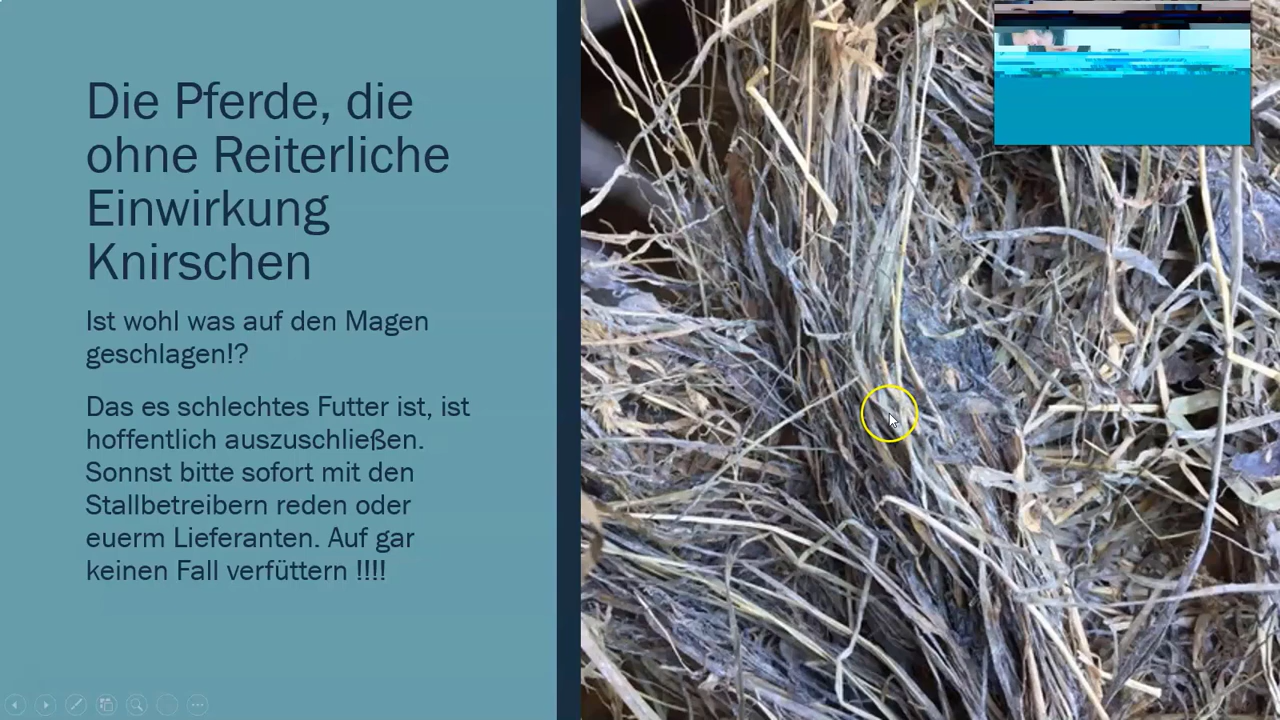 Die Pferde, die
ohne Reiterliche
Einwirkung
Knirschen
Ist wohl was auf den Magen
geschlagen!?
Das es schlechtes Futter ist, ist
hoffentlich auszuschließen.
Sonnst bitte sofort mit den
Stallbetreibern reden oder
euerm Lieferanten. Auf gar
keinen Fall verfüttern !!!!